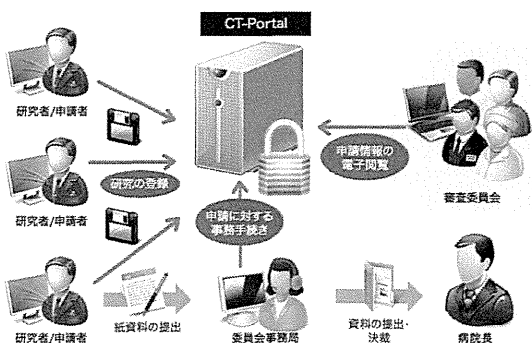 CT-Portal
研究者/申請者
研究者/申請者
研究の登録
申請情報の
電子閲覧
審査委員会
申請に対する
事務手続き
研究者/申請者
紙資料の提出
委員会事務局
資料の提出・
決裁
病院長